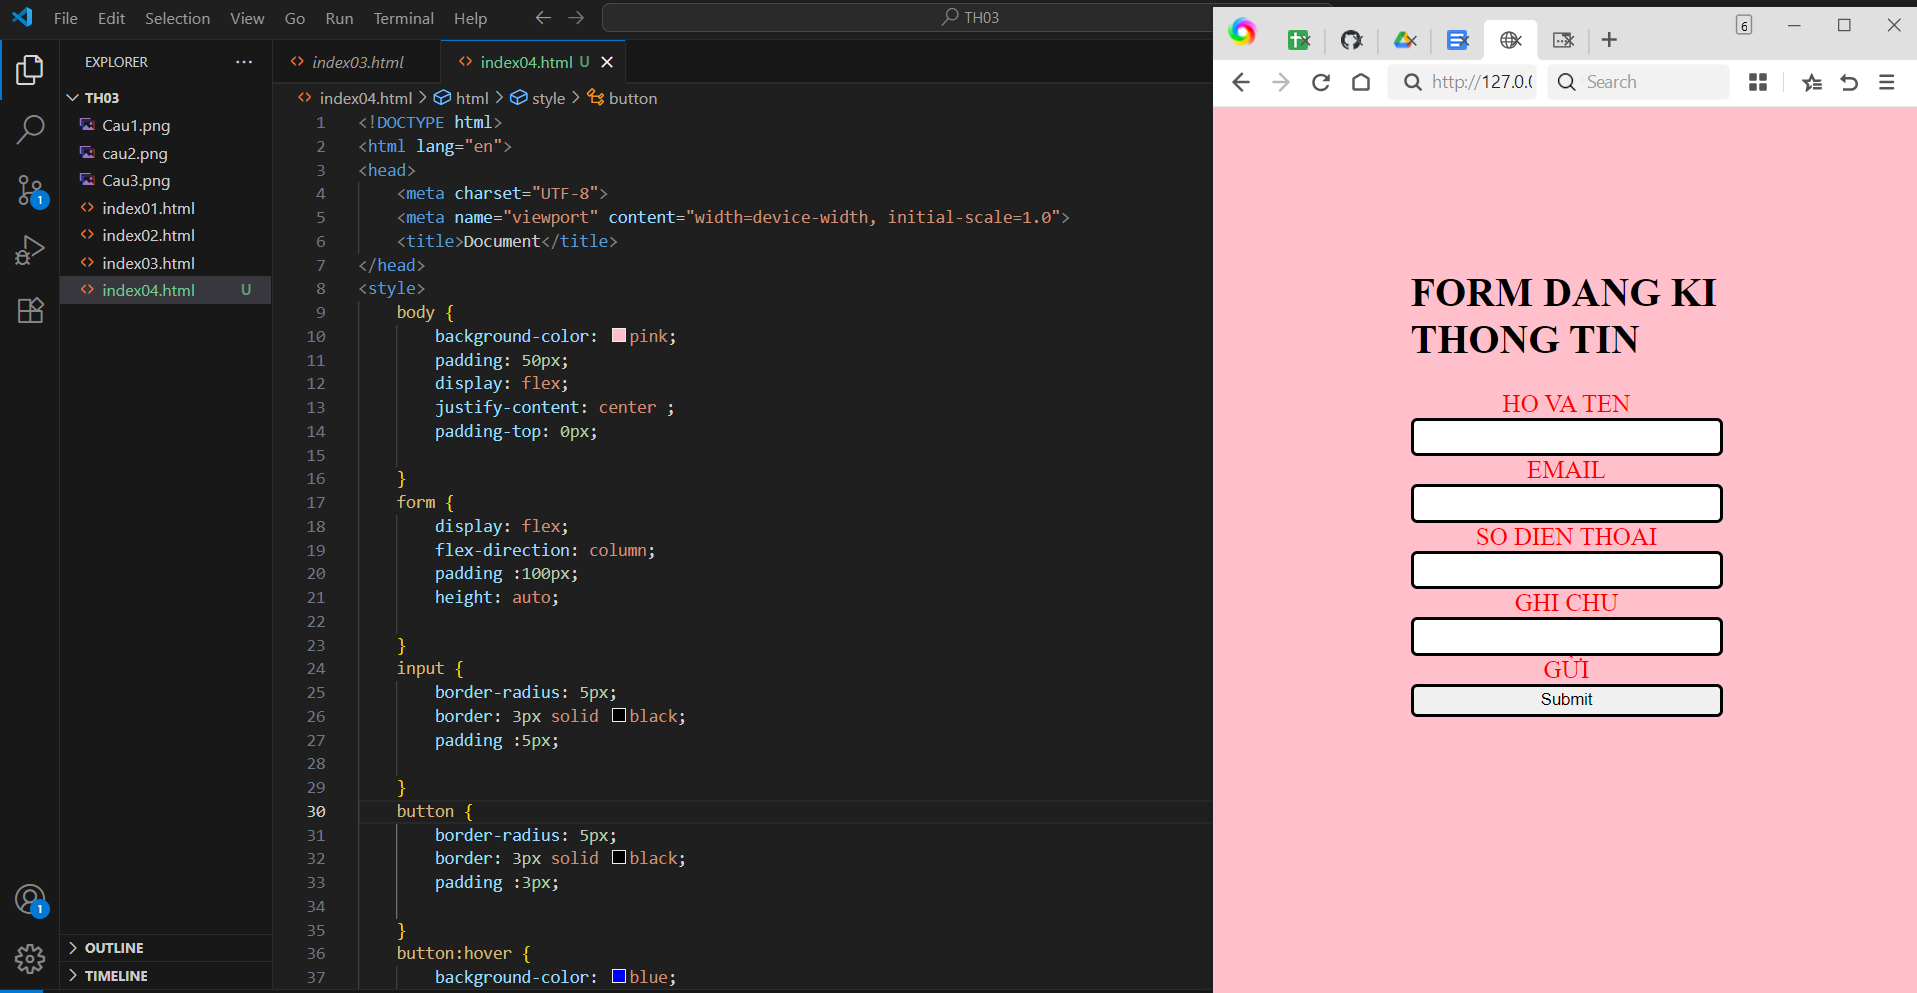 File Edit Selection View Go Run Terminal Help
TH03
EXPLORER
TH03
Cau1.png
cau2.png
Cau3.png
index01.html
index02.html
index03.html
index04.html U
OUTLINE
TIMELINE
1
1
index03.html
index04.html U
index04.html > html > style > button
1 <!DOCTYPE html>
2 <html lang="en">
3 <head>
4 <meta charset="UTF-8">
5 <meta name="viewport" content="width=device-width, initial-scale=1.0">
6 <title>Document</title>
7 </head>
8 <style>
9 body {
10 background-color: pink;
11 padding: 50px;
12 display: flex;
13 justify-content: center ;
14 padding-top: 0px;
15
16 }
17 form {
18 display: flex;
19 flex-direction: column;
20 padding :100px;
21 height: auto;
22
23 }
24 input {
25 border-radius: 5px;
26 border: 3px solid black;
27 padding :5px;
28
29 }
30 button {
31 border-radius: 5px;
32 border: 3px solid black;
33 padding :3px;
34
35 }
36 button:hover {
37 background-color: blue;
6
http://127.0.0
Search
FORM DANG KI
THONG TIN
HO VA TEN
EMAIL
SO DIEN THOAI
GHI CHU
GỬI
Submit